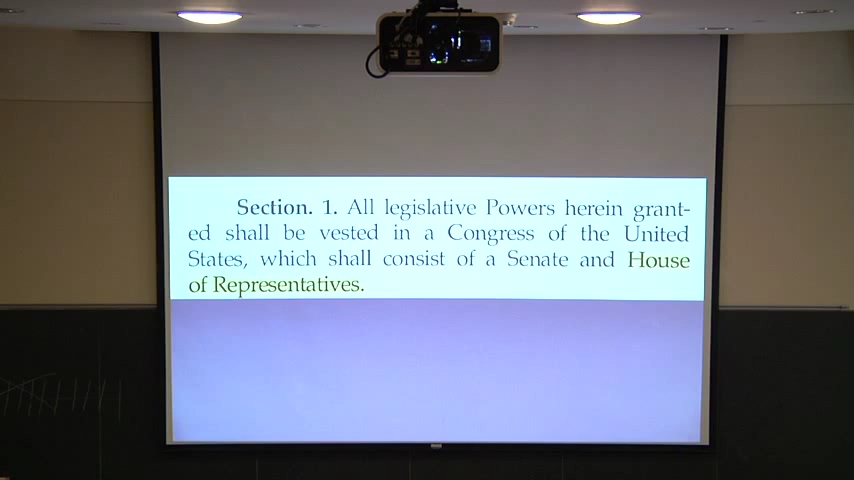 Section. 1. All legislative Powers herein grant-
ed shall be vested in a Congress of the United
States, which shall consist of a Senate and House
of Representatives.